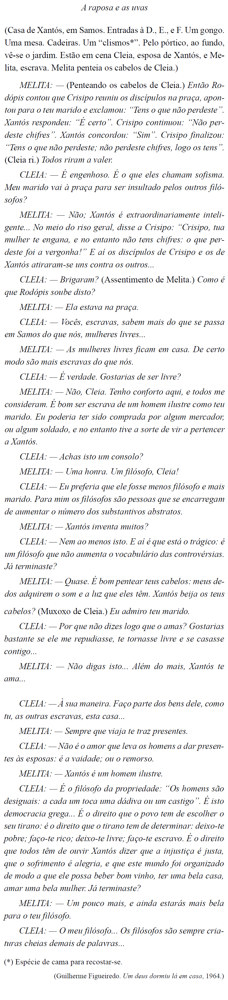 A raposa e as uvas
(Casa de Xantós, em Samos. Entradas à D., E., e F. Um gongo.
Uma mesa. Cadeiras. Um “clismos*”. Pelo pórtico, ao fundo,
vê-se o jardim. Estão em cena Cleia, esposa de Xantós, e Me-
lita, escrava. Melita penteia os cabelos de Cleia.)
MELITA: — (Penteando os cabelos de Cleia.) Então Ro-
dópis contou que Crisipo reuniu os discípulos na praça, apon-
tou para o teu marido e exclamou: “Tens o que não perdeste”.
Xantós respondeu: “É certo”. Crisipo continuou: “Não per-
deste chifres”. Xantós concordou: “Sim”. Crisipo finalizou:
“Tens o que não perdeste; não perdeste chifres, logo os tens”.
(Cleia ri.) Todos riram a valer.
CLEIA: — É engenhoso. É o que eles chamam sofisma.
Meu marido vai à praça para ser insultado pelos outros filó-
sofos?
MELITA: — Não; Xantós é extraordinariamente inteli-
gente... No meio do riso geral, disse a Crisipo: “Crisipo, tua
mulher te engana, e no entanto não tens chifres: o que per-
deste foi a vergonha!” E aí os discípulos de Crisipo e os de
Xantós atiraram-se uns contra os outros...
CLEIA: — Brigaram? (Assentimento de Melita.) Como é
que Rodópis soube disto?
MELITA: — Ela estava na praça.
CLEIA: — Vocês, escravas, sabem mais do que se passa
em Samos do que nós, mulheres livres...
MELITA: — As mulheres livres ficam em casa. De certo
modo são mais escravas do que nós.
CLEIA: — É verdade. Gostarias de ser livre?
MELITA: — Não, Cleia. Tenho conforto aqui, e todos me
consideram. É bom ser escrava de um homem ilustre como teu
marido. Eu poderia ter sido comprada por algum mercador,
ou algum soldado, e no entanto tive a sorte de vir a pertencer
a Xantós.
CLEIA: — Achas isto um consolo?
MELITA: — Uma honra. Um filósofo, Cleia!
CLEIA: — Eu preferia que ele fosse menos filósofo e mais
marido. Para mim os filósofos são pessoas que se encarregam
de aumentar o número dos substantivos abstratos.
MELITA: — Xantós inventa muitos?
CLEIA: — Nem ao menos isto. E aí é que está o trágico: é
um filósofo que não aumenta o vocabulário das controvérsias.
Já terminaste?
MELITA: — Quase. É bom pentear teus cabelos: meus de-
dos adquirem o som e a luz que eles têm. Xantós beija os teus
cabelos? (Muxoxo de Cleia.) Eu admiro teu marido.
CLEIA: — Por que não dizes logo que o amas? Gostarias
bastante se ele me repudiasse, te tornasse livre e se casasse
contigo...
MELITA: — Não digas isto... Além do mais, Xantós te
ama...
CLEIA: — À sua maneira. Faço parte dos bens dele, como
tu, as outras escravas, esta casa...
MELITA: — Sempre que viaja te traz presentes.
CLEIA: — Não é o amor que leva os homens a dar presen-
tes às esposas: é a vaidade; ou o remorso.
MELITA: — Xantós é um homem ilustre.
CLEIA: — É o filósofo da propriedade: “Os homens são
desiguais: a cada um toca uma dádiva ou um castigo”. É isto
democracia grega... É o direito que o povo tem de escolher o
seu tirano: é o direito que o tirano tem de determinar: deixo-te
pobre; faço-te rico; deixo-te livre; faço-te escravo. É o direito
que todos têm de ouvir Xantós dizer que a injustiça é justa,
que o sofrimento é alegria, e que este mundo foi organizado
de modo a que ele possa beber bom vinho, ter uma bela casa,
amar uma bela mulher. Já terminaste?
MELITA: — Um pouco mais, e ainda estarás mais bela
para o teu filósofo.
CLEIA: — O meu filósofo... Os filósofos são sempre cria-
turas cheias demais de palavras...
(*) Espécie de cama para recostar-se.
(Guilherme Figueiredo. Um deus dormiu lá em casa, 1964.)